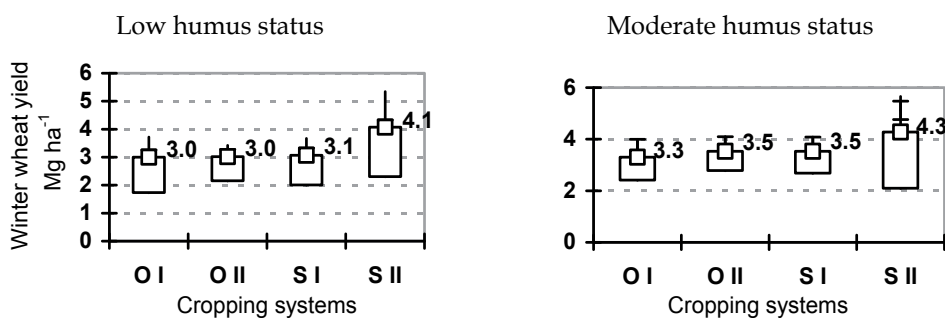 Low humus status
Winter wheat yield
Mg ha⁻¹
6
5
4
3
2
1
0
3.0
3.0
3.1
4.1
O I
O II
S I
S II
Cropping systems
Moderate humus status
6
4
2
0
3.3
3.5
3.5
4.3
O I
O II
S I
S II
Cropping systems